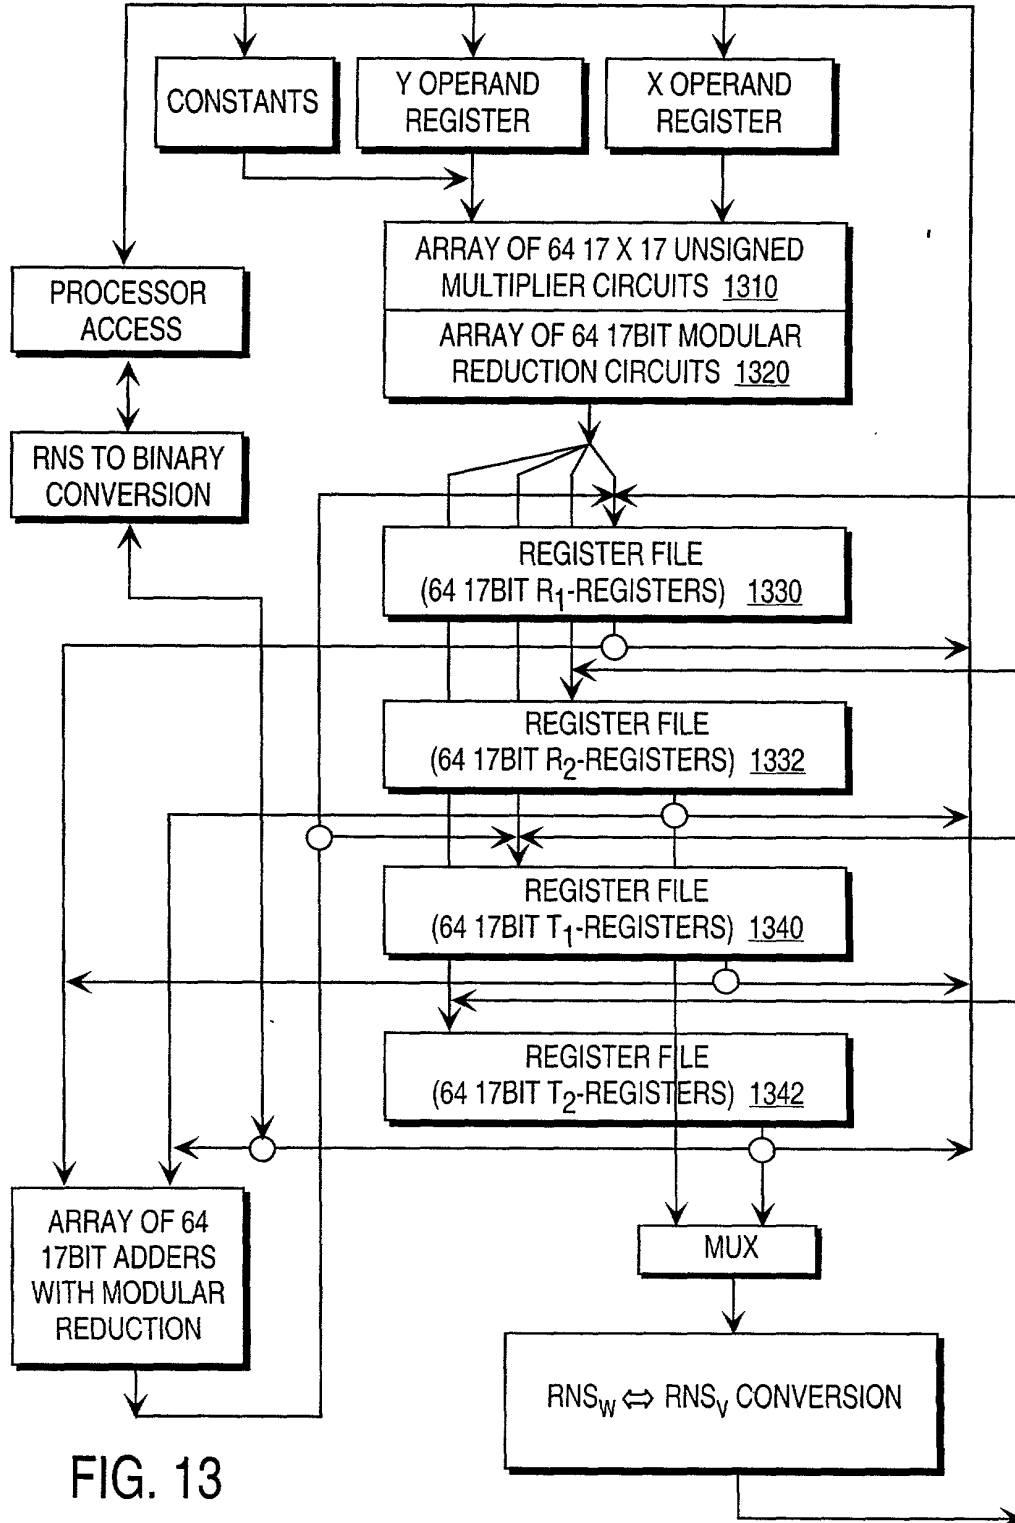 CONSTANTS
Y OPERAND
REGISTER
X OPERAND
REGISTER
ARRAY OF 64 17 X 17 UNSIGNED
MULTIPLIER CIRCUITS 1310
ARRAY OF 64 17BIT MODULAR
REDUCTION CIRCUITS 1320
PROCESSOR
ACCESS
RNS TO BINARY
CONVERSION
REGISTER FILE
(64 17BIT R1-REGISTERS) 1330
REGISTER FILE
(64 17BIT R2-REGISTERS) 1332
REGISTER FILE
(64 17BIT T1-REGISTERS) 1340
REGISTER FILE
(64 17BIT T2-REGISTERS) 1342
ARRAY OF 64
17BIT ADDERS
WITH MODULAR
REDUCTION
MUX
RNSW ⇔ RNSV CONVERSION
FIG. 13